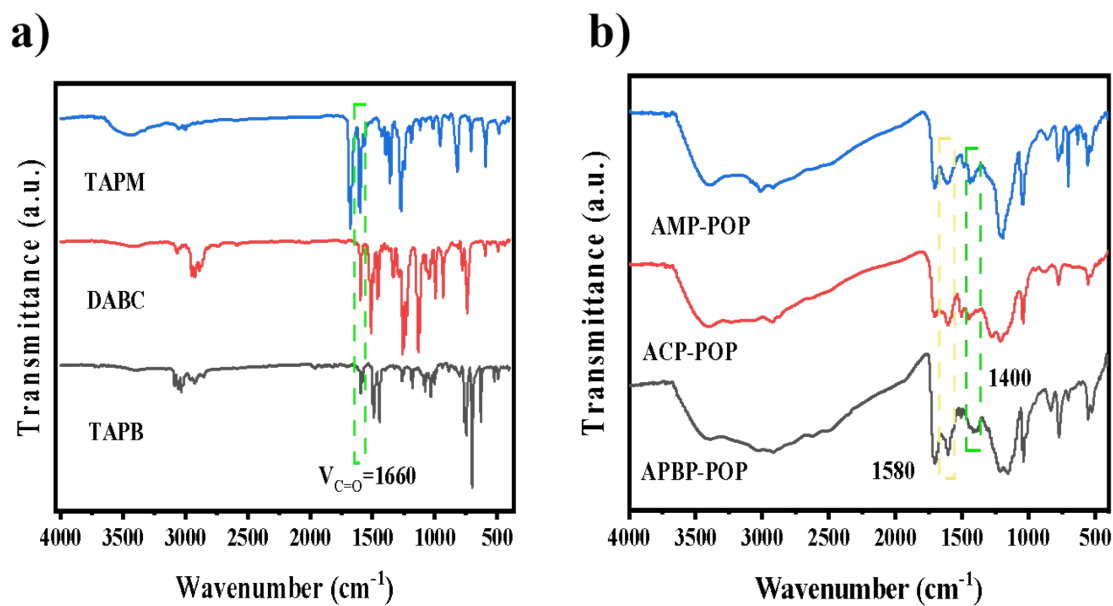 a)
Transmittance (a.u.)
TAPM
DABC
TAPB
V_C=O=1660
4000 3500 3000 2500 2000 1500 1000 500
Wavenumber (cm⁻¹)
b)
Transmittance (a.u.)
AMP-POP
ACP-POP
1400
APBP-POP
1580
4000 3500 3000 2500 2000 1500 1000 500
Wavenumber (cm⁻¹)